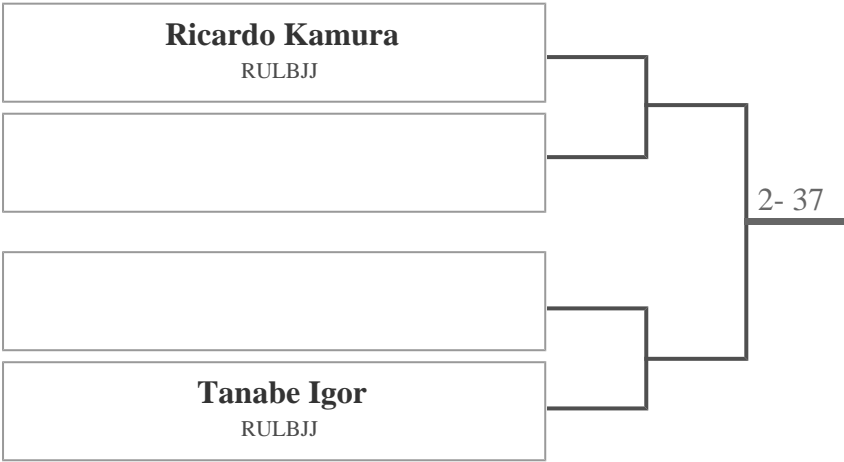 Ricardo Kamura
RULBJJ
2- 37
Tanabe Igor
RULBJJ